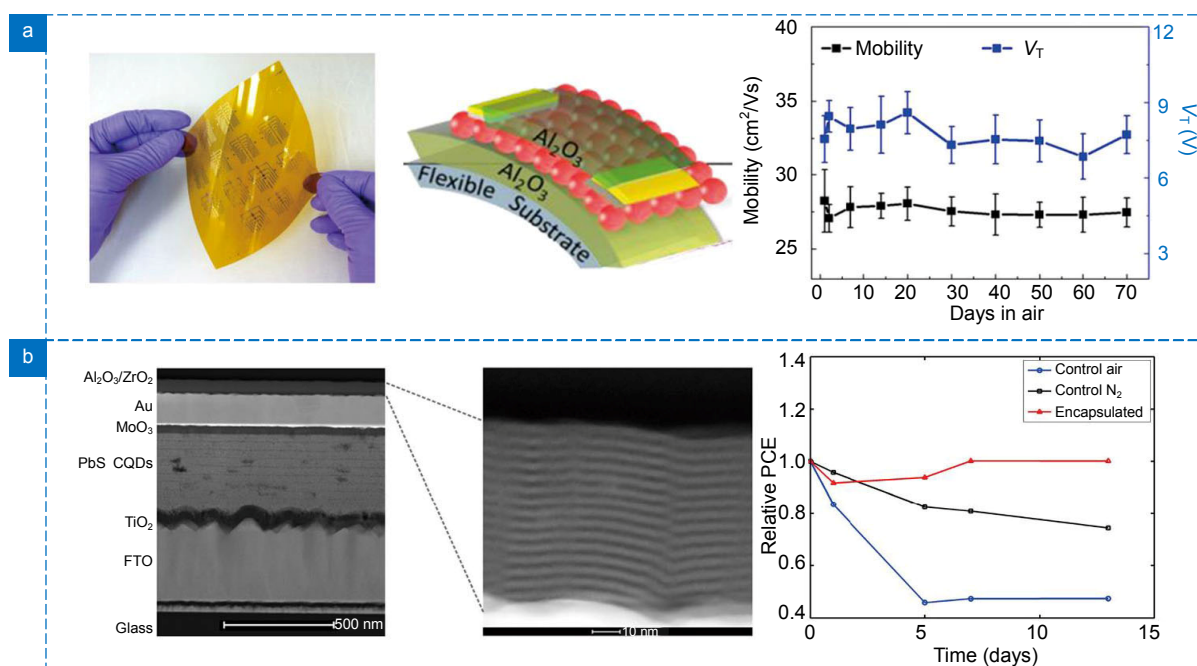 a
Al₂O₃
Al₂O₃
Flexible Substrate
40
35
30
25
Mobility (cm²/Vs)
Mobility
V_T
12
9
6
3
V_T (V)
0 10 20 30 40 50 60 70
Days in air
b
Al₂O₃/ZrO₂
Au
MoO₃
PbS CQDs
TiO₂
FTO
Glass
500 nm
10 nm
1.4
1.2
1.0
0.8
0.6
0.4
Relative PCE
Control air
Control N₂
Encapsulated
0 5 10 15
Time (days)